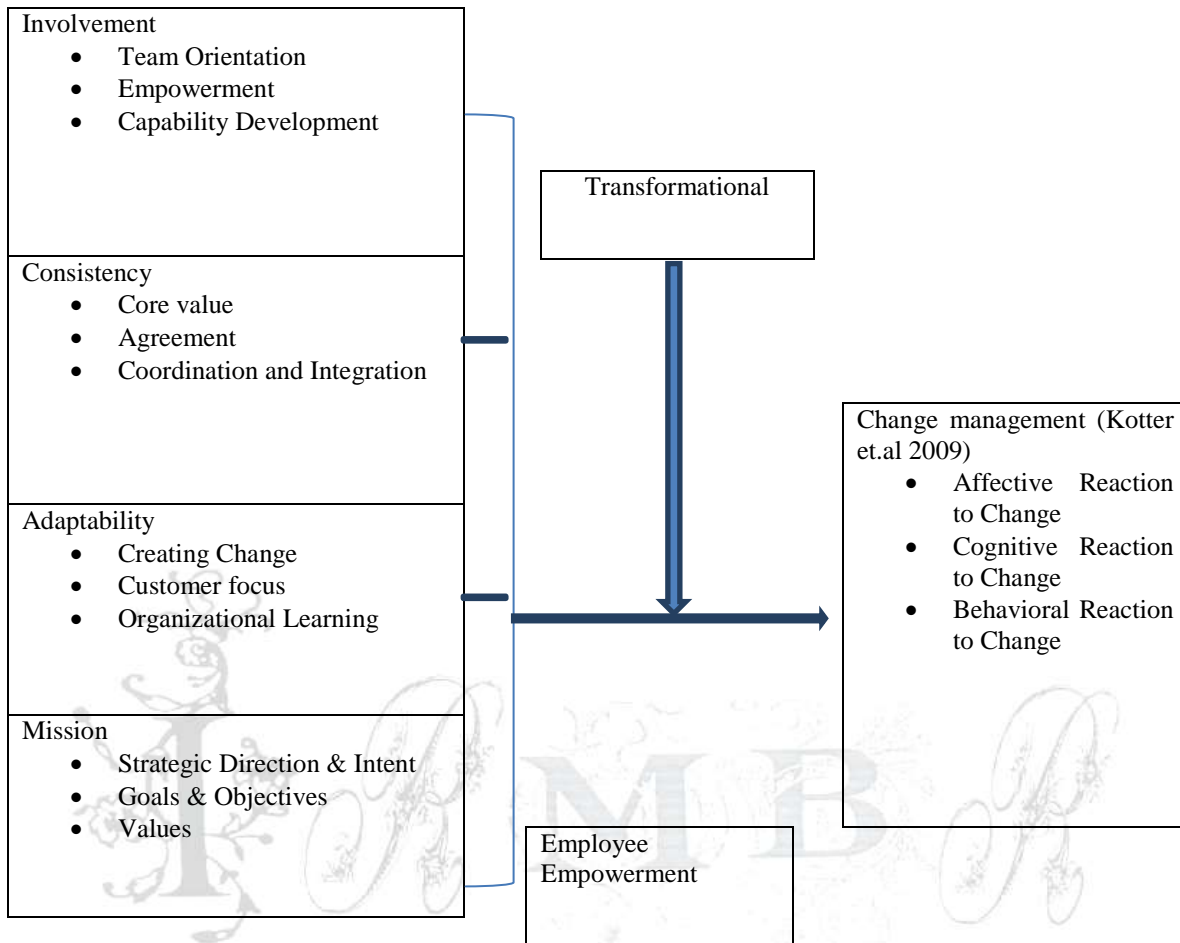 Involvement
• Team Orientation
• Empowerment
• Capability Development
Transformational
Consistency
• Core value
• Agreement
• Coordination and Integration
Change management (Kotter
et.al 2009)
• Affective Reaction
to Change
• Cognitive Reaction
to Change
• Behavioral Reaction
to Change
Adaptability
• Creating Change
• Customer focus
• Organizational Learning
Mission
• Strategic Direction & Intent
• Goals & Objectives
• Values
Employee
Empowerment
I R M B R